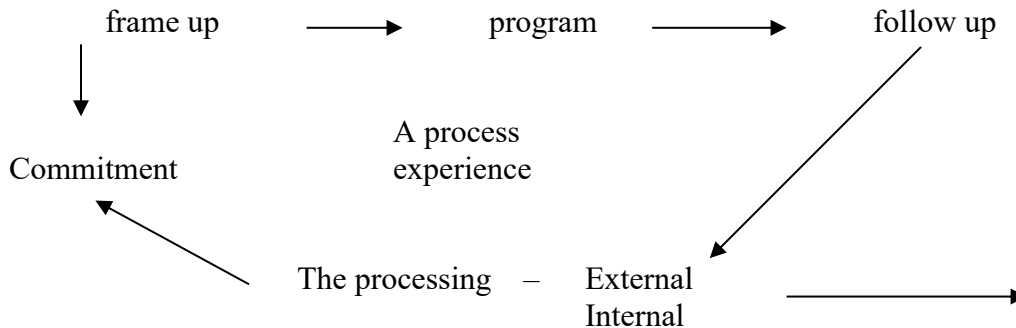 frame up program follow up
A process
experience
Commitment
The processing – External
Internal